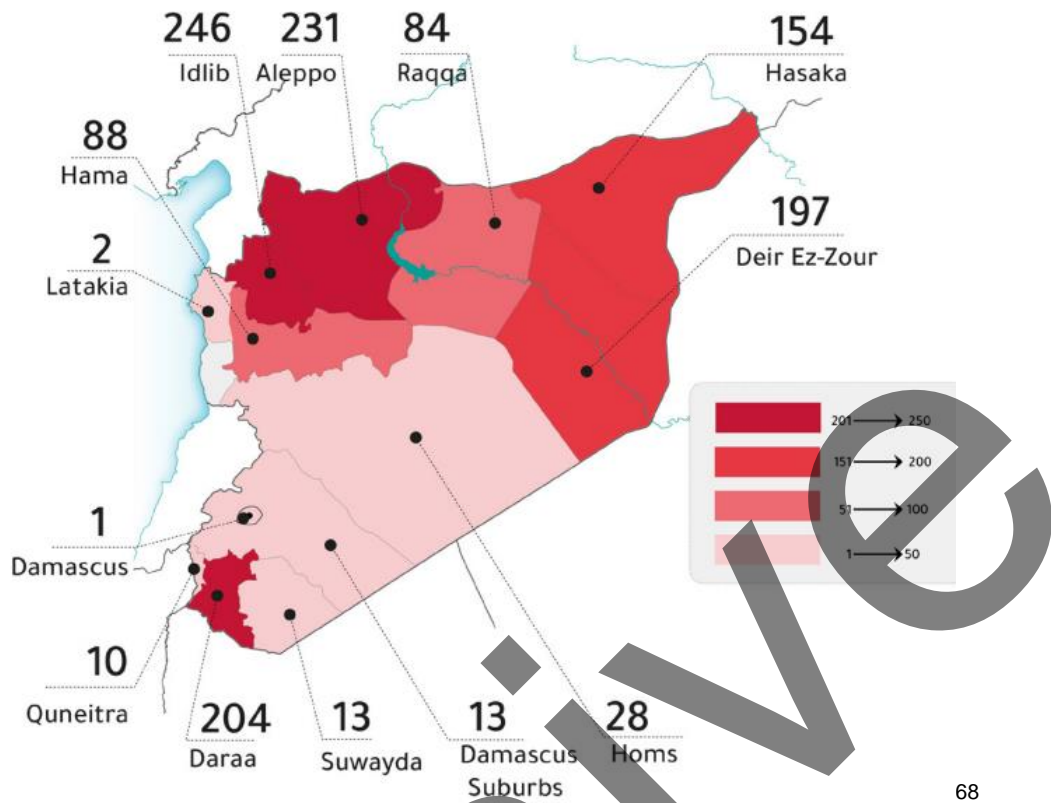 246
Idlib
231
Aleppo
84
Raqqa
154
Hasaka
88
Hama
197
Deir Ez-Zour
2
Latakia
201 → 250
151 → 200
51 → 100
1 → 50
1
Damascus
10
Quneitra
204
Daraa
13
Suwayda
13
Damascus
Suburbs
28
Homs
ive
68